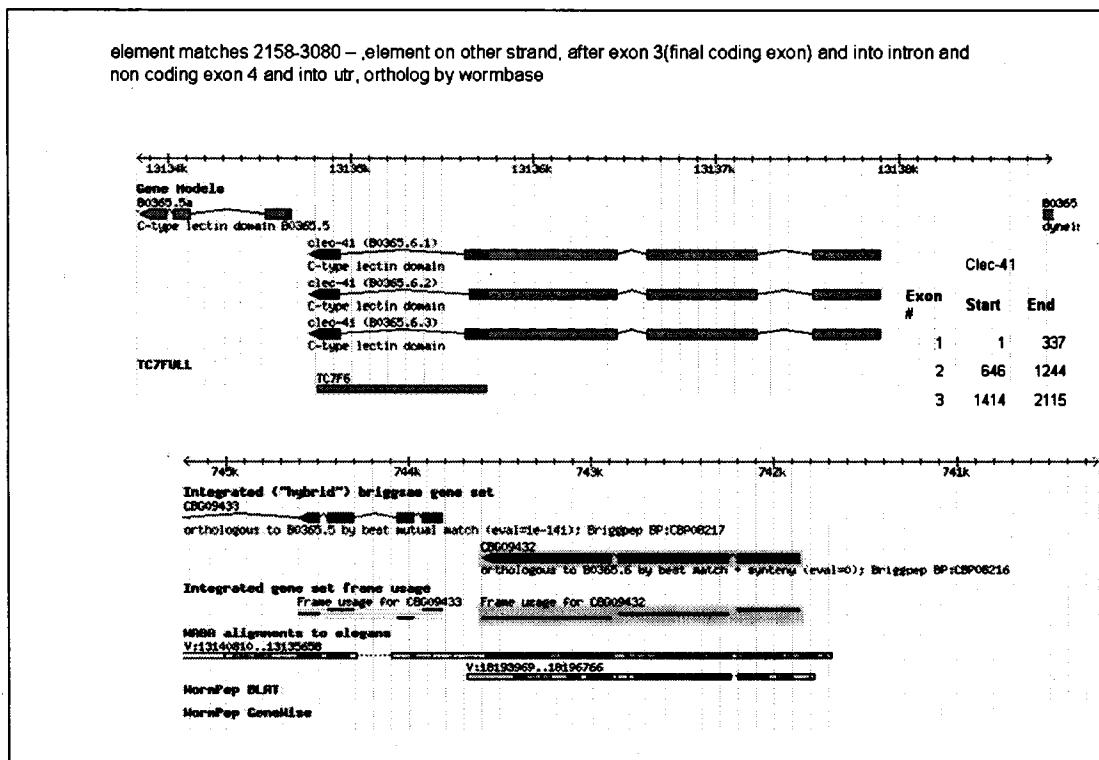 element matches 2158-3080 – ,element on other strand, after exon 3(final coding exon) and into intron and
non coding exon 4 and into utr, ortholog by wormbase
13134k 13135k 13136k 13137k 13138k
Gene Models
B0365.5a B0365
C-type lectin domain B0365.5
clec-41 (B0365.6.1)
C-type lectin domain
clec-41 (B0365.6.2)
C-type lectin domain
clec-41 (B0365.6.3)
C-type lectin domain
Clec-41
Exon # Start End
1 1 337
2 646 1244
3 1414 2115
TC7FULL
TC7F6
745k 744k 743k 742k 741k
Integrated ("hybrid") briggsae gene set
CBG09433
orthologous to B0365.5 by best mutual match (eval=1e-141); Briggpep BP:CBP08217
CBG09432
orthologous to B0365.6 by best match + synteny (eval=0); Briggpep BP:CBP08216
Integrated gene set frame usage
Frame usage for CBG09433 Frame usage for CBG09432
WABA alignments to elegans
V:13140810..13135658
V:18193969..18196766
WormPep BLAT
WormPep GeneWise